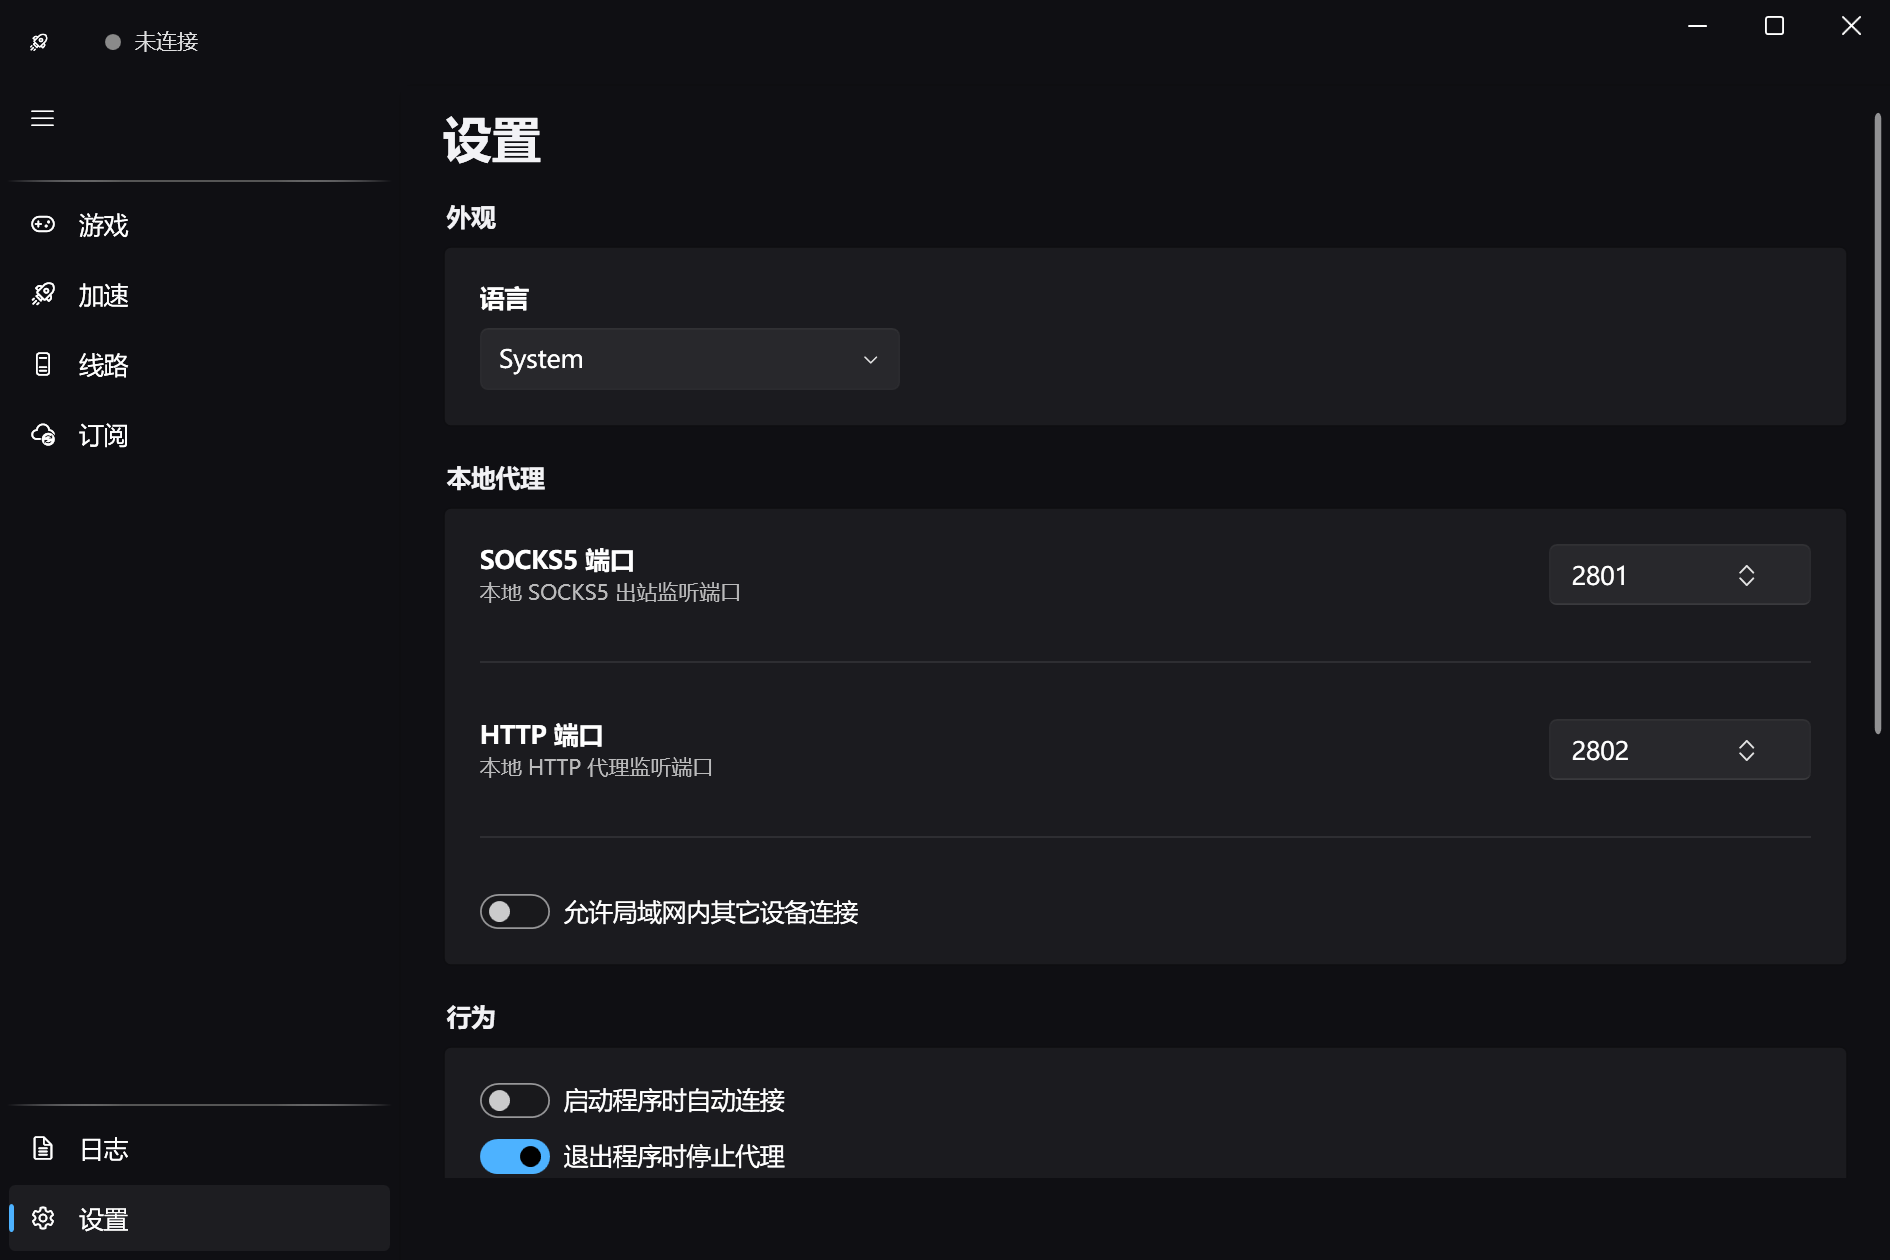 未连接
设置
游戏
加速
线路
订阅
外观
语言
System
本地代理
SOCKS5 端口
本地 SOCKS5 出站监听端口
2801
HTTP 端口
本地 HTTP 代理监听端口
2802
允许局域网内其它设备连接
行为
启动程序时自动连接
退出程序时停止代理
日志
设置